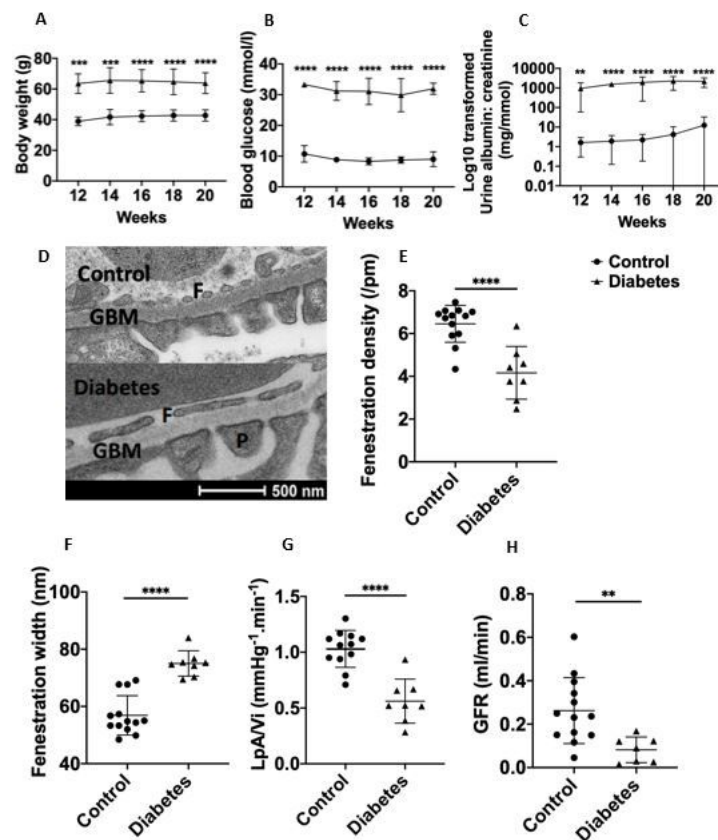 A
Body weight (g)
80
60
40
20
0
*** *** **** **** ****
12 14 16 18 20
Weeks
B
Blood glucose (mmol/l)
40
30
20
10
0
**** **** **** **** ****
12 14 16 18 20
Weeks
C
Log10 transformed
Urine albumin: creatinine
(mg/mmol)
10000
1000
100
10
1
0.1
0.01
** **** **** **** ****
12 14 16 18 20
Weeks
D
Control
F
GBM
Diabetes
F
GBM
P
500 nm
E
Fenestration density (/pm)
8
6
4
2
0
****
Control
Diabetes
Control
Diabetes
F
Fenestration width (nm)
100
80
60
40
****
Control
Diabetes
G
LpA/Vi (mmHg⁻¹.min⁻¹)
1.5
1.0
0.5
0.0
****
Control
Diabetes
H
GFR (ml/min)
0.8
0.6
0.4
0.2
0.0
**
Control
Diabetes